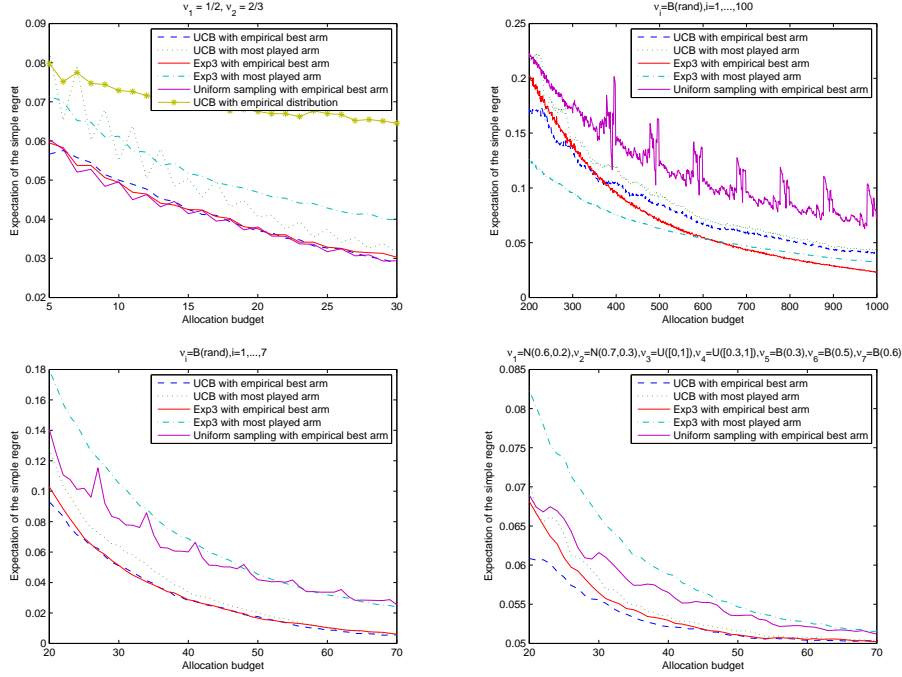 ν1 = 1/2, ν2 = 2/3
0.09
0.08
0.07
0.06
0.05
0.04
0.03
0.02
Expectation of the simple regret
UCB with empirical best arm
UCB with most played arm
Exp3 with empirical best arm
Exp3 with most played arm
Uniform sampling with empirical best arm
UCB with empirical distribution
5 10 15 20 25 30
Allocation budget
νi=B(rand),i=1,...,100
0.25
0.2
0.15
0.1
0.05
0
Expectation of the simple regret
UCB with empirical best arm
UCB with most played arm
Exp3 with empirical best arm
Exp3 with most played arm
Uniform sampling with empirical best arm
200 300 400 500 600 700 800 900 1000
Allocation budget
νi=B(rand),i=1,...,7
0.18
0.16
0.14
0.12
0.1
0.08
0.06
0.04
0.02
0
Expectation of the simple regret
UCB with empirical best arm
UCB with most played arm
Exp3 with empirical best arm
Exp3 with most played arm
Uniform sampling with empirical best arm
20 30 40 50 60 70
Allocation budget
ν1=N(0.6,0.2),ν2=N(0.7,0.3),ν3=U([0,1]),ν4=U([0.3,1]),ν5=B(0.3),ν6=B(0.5),ν7=B(0.6)
0.085
0.08
0.075
0.07
0.065
0.06
0.055
0.05
Expectation of the simple regret
UCB with empirical best arm
UCB with most played arm
Exp3 with empirical best arm
Exp3 with most played arm
Uniform sampling with empirical best arm
20 30 40 50 60 70
Allocation budget